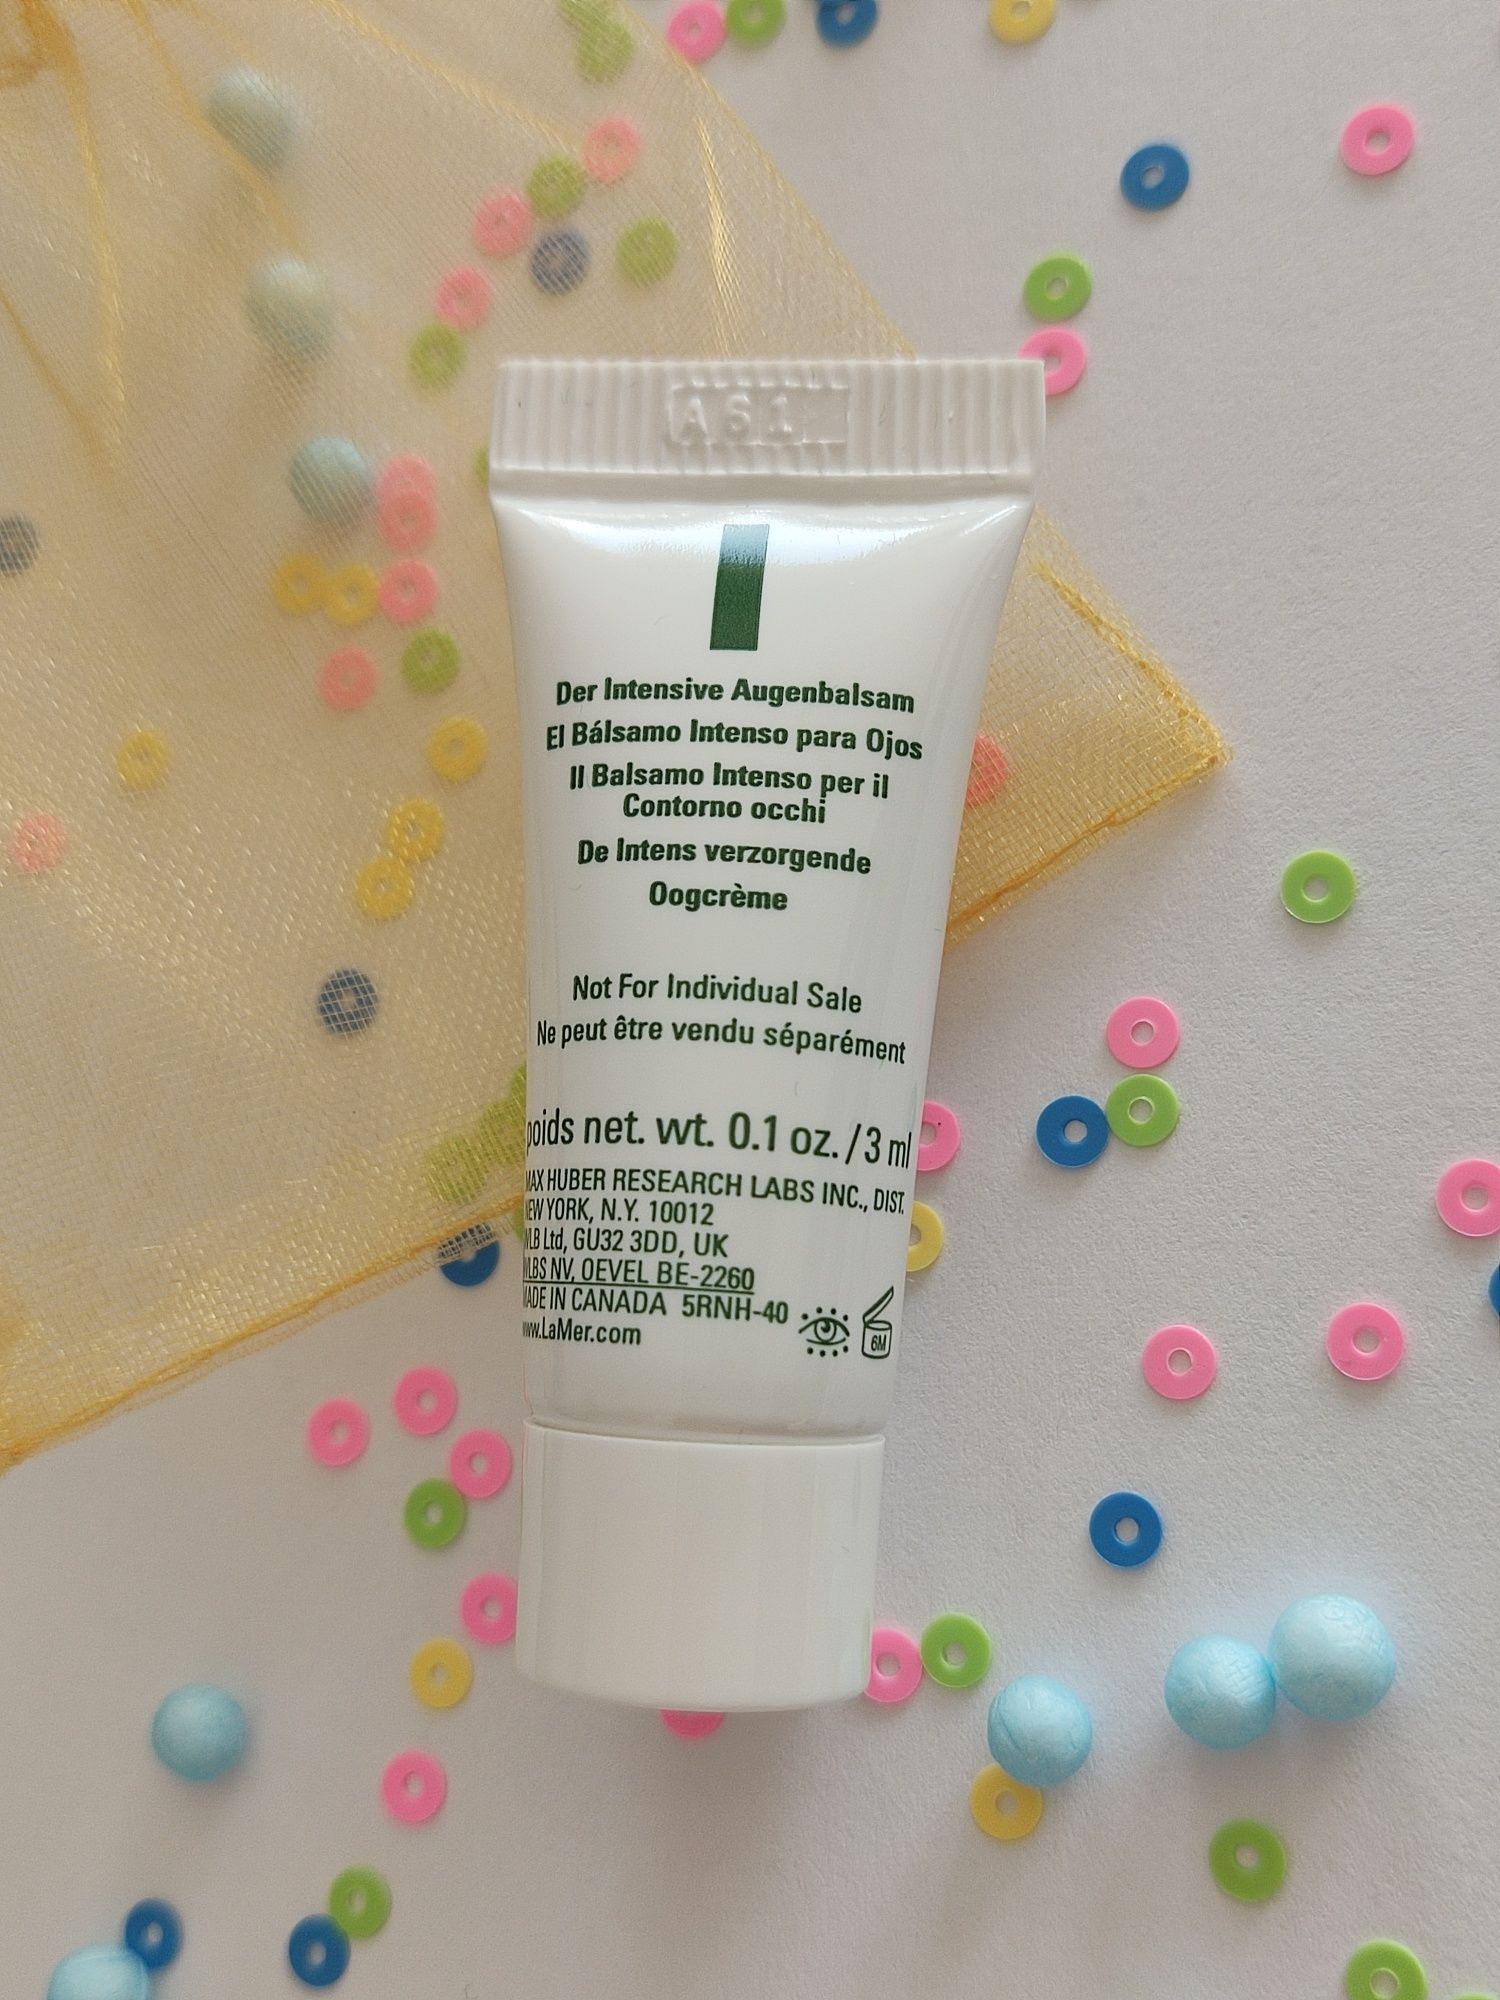 A61
Der Intensive Augenbalsam
El Bálsamo Intenso para Ojos
Il Balsamo Intenso per il
Contorno occhi
De Intens verzorgende
Oogcrème
Not For Individual Sale
Ne peut être vendu séparément
poids net. wt. 0.1 oz. / 3 ml
MAX HUBER RESEARCH LABS INC., DIST.
NEW YORK, N.Y. 10012
Ltd, GU32 3DD, UK
NV, OEVEL BE-2260
MADE IN CANADA 5RNH-40
www.LaMer.com
6M